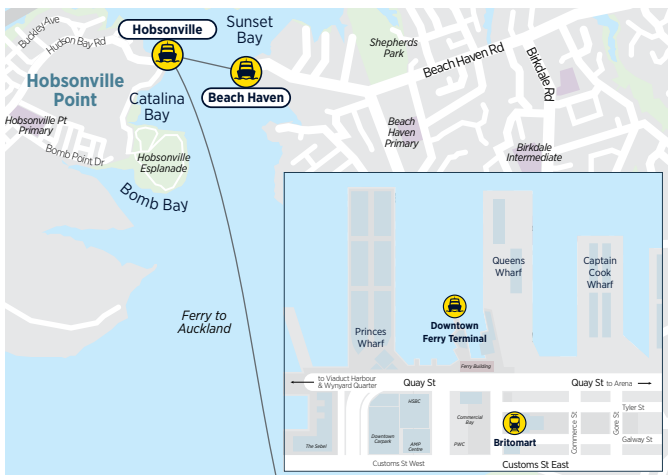 Buckley Ave
Hudson Bay Rd
Hobsonville
Sunset
Bay
Shepherds
Park
Beach Haven Rd
Birkdale Rd
Hobsonville
Point
Beach Haven
Catalina
Bay
Hobsonville Pt
Primary
Beach
Haven
Primary
Bomb Point Dr
Hobsonville
Esplanade
Birkdale
Intermediate
Bomb Bay
Ferry to
Auckland
Queens
Wharf
Captain
Cook
Wharf
Princes
Wharf
Downtown
Ferry Terminal
Ferry Building
to Viaduct Harbour
& Wynyard Quarter
Quay St
Quay St to Arena
HSBC
Commercial
Bay
Tyler St
Commerce St
Gore St
The Sebel
Downtown
Carpark
AMP
Centre
PWC
Britomart
Galway St
Customs St West
Customs St East